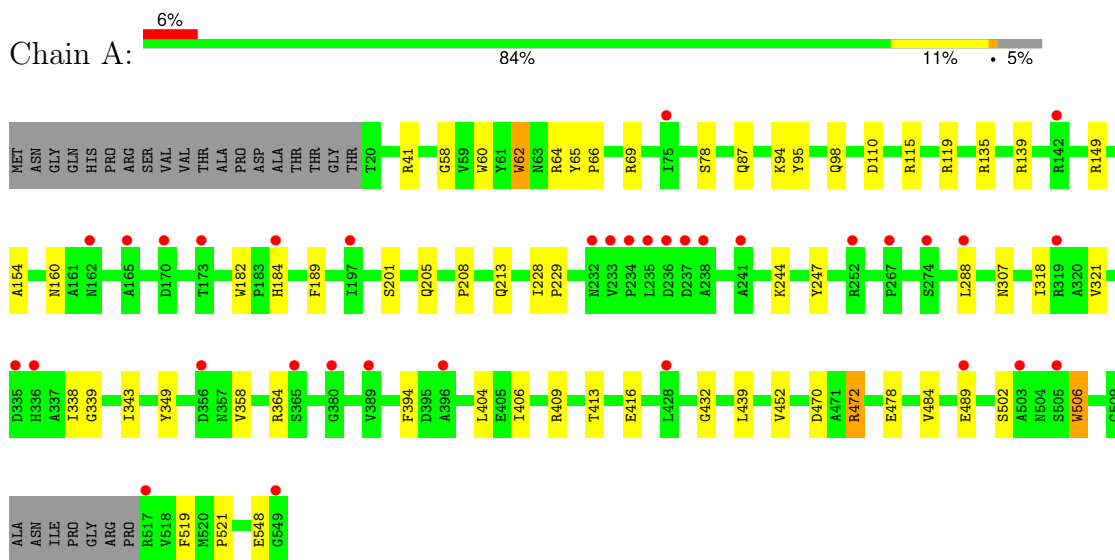 6%
Chain A:
84% 11% • 5%
MET ASN GLY GLN HIS PRO ARG SER VAL VAL THR ALA PRO ASP ALA THR THR GLY THR T20 R41 G58 V59 W60 Y61 W62 N63 R64 Y65 P66 R69 I75 S78 Q87 K94 Y95 Q98 D110 R115 R119 R135 R139 R142 R149
A154 N160 A161 N162 A165 D170 T173 W182 P183 H184 F189 I197 S201 Q205 P208 Q213 I228 P229 N232 V233 P234 L235 D236 D237 A238 A241 K244 Y247 R252 P267 S274 L288 N307 I318 R319 A320 V321
D335 H336 A337 I338 G339 I343 Y349 D356 N357 V358 R364 S365 G380 V389 F394 D395 A396 L404 E405 I406 R409 T413 E416 L428 G432 L439 V452 D470 A471 R472 E478 V484 E489 S502 A503 N504 S505 W506
ALA ASN ILE PRO GLY ARG PRO R517 V518 F519 M520 P521 E548 G549